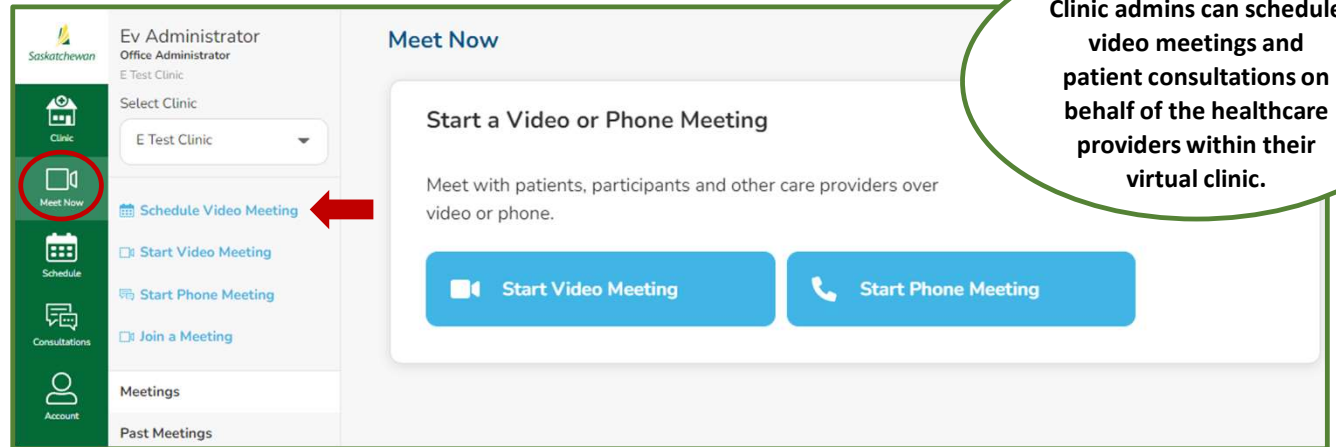 Saskatchewan
Clinic
Meet Now
Schedule
Consultations
Account
Ev Administrator
Office Administrator
E Test Clinic
Select Clinic
E Test Clinic
Schedule Video Meeting
Start Video Meeting
Start Phone Meeting
Join a Meeting
Meetings
Past Meetings
Meet Now
Start a Video or Phone Meeting
Meet with patients, participants and other care providers over
video or phone.
Start Video Meeting
Start Phone Meeting
Clinic admins can schedule
video meetings and
patient consultations on
behalf of the healthcare
providers within their
virtual clinic.